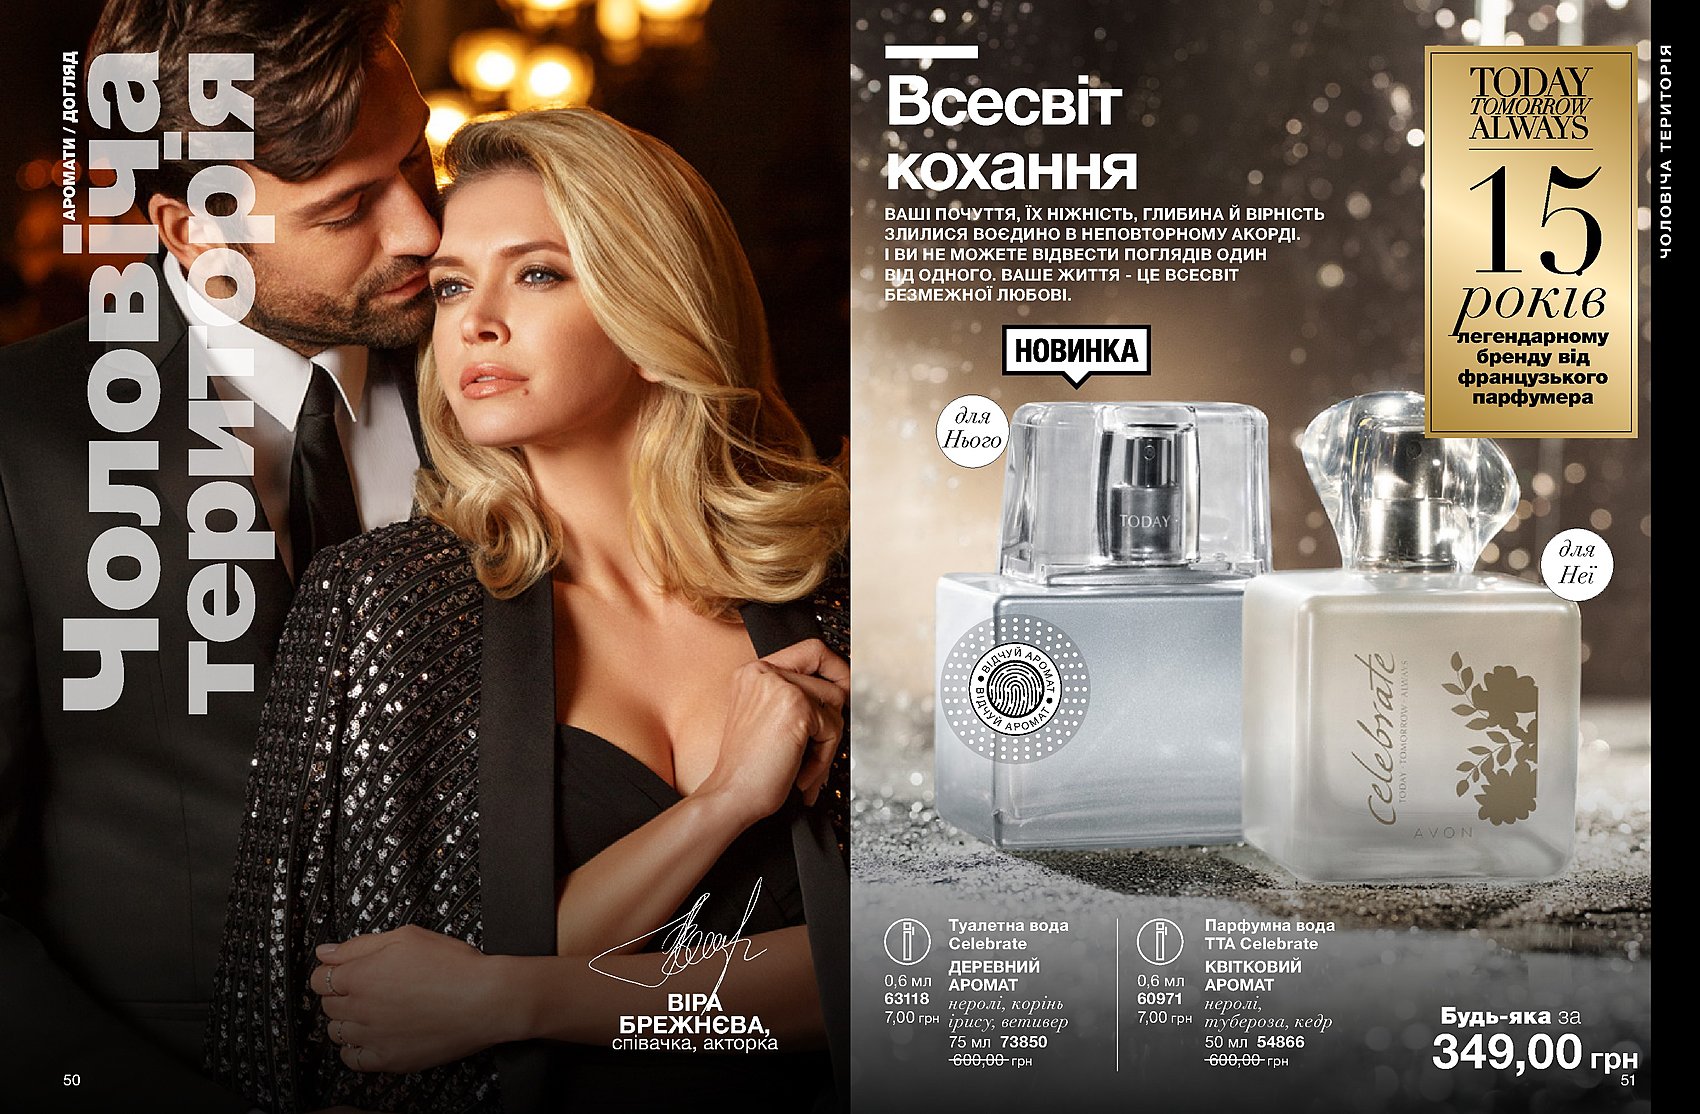 АРОМАТИ / ДОГЛЯД
Чоловіча
територія
ВІРА
БРЕЖНЄВА,
співачка, акторка
50
Всесвіт
кохання
ВАШІ ПОЧУТТЯ, ЇХ НІЖНІСТЬ, ГЛИБИНА Й ВІРНІСТЬ
ЗЛИЛИСЯ ВОЄДИНО В НЕПОВТОРНОМУ АКОРДІ.
І ВИ НЕ МОЖЕТЕ ВІДВЕСТИ ПОГЛЯДІВ ОДИН
ВІД ОДНОГО. ВАШЕ ЖИТТЯ - ЦЕ ВСЕСВІТ
БЕЗМЕЖНОЇ ЛЮБОВІ.
TODAY
TOMORROW
ALWAYS
15
років
легендарному
бренду від
французького
парфумера
ЧОЛОВІЧА ТЕРИТОРІЯ
НОВИНКА
для
Нього
для
Неї
TODAY
ВІДЧУЙ АРОМАТ • ВІДЧУЙ АРОМАТ •
Celebrate
TODAY · TOMORROW · ALWAYS
AVON
Туалетна вода
Celebrate
ДЕРЕВНИЙ
АРОМАТ
неролі, корінь
ірису, ветивер
75 мл 73850
600,00 грн
0,6 мл
63118
7,00 грн
Парфумна вода
TTA Celebrate
КВІТКОВИЙ
АРОМАТ
неролі,
тубероза, кедр
50 мл 54866
600,00 грн
0,6 мл
60971
7,00 грн
Будь-яка за
349,00 грн
51